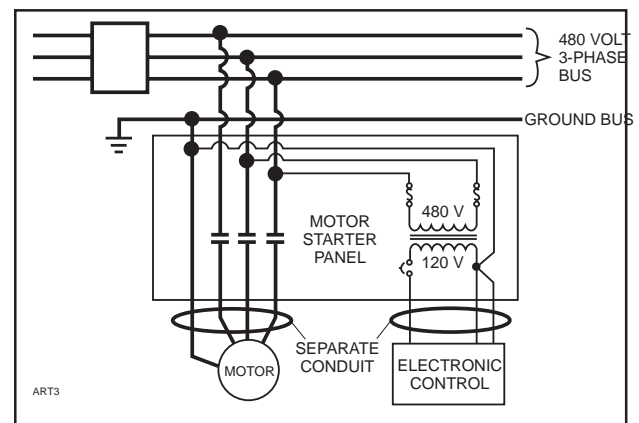 480 VOLT
3-PHASE
BUS
GROUND BUS
480 V
MOTOR
STARTER
PANEL
120 V
SEPARATE
CONDUIT
MOTOR
ELECTRONIC
CONTROL
ART3